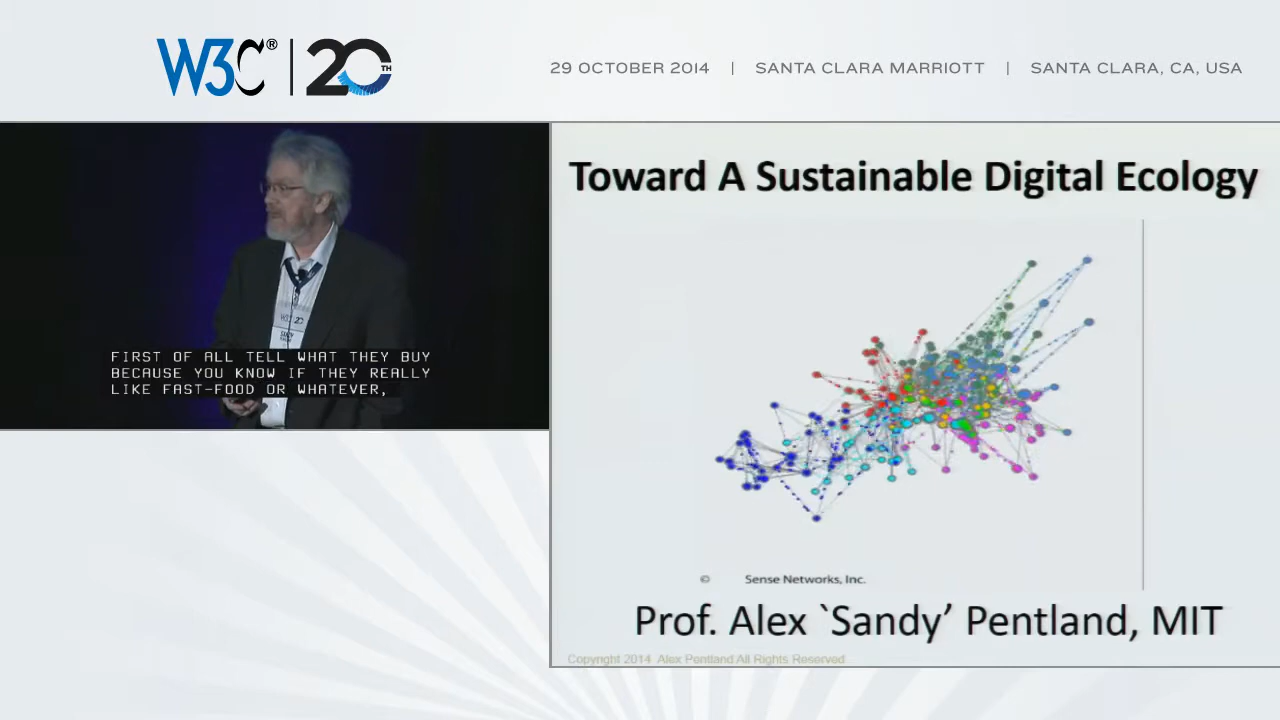 W3C® | 20TH
29 OCTOBER 2014 | SANTA CLARA MARRIOTT | SANTA CLARA, CA, USA
FIRST OF ALL TELL WHAT THEY BUY
BECAUSE YOU KNOW IF THEY REALLY
LIKE FAST-FOOD OR WHATEVER,
Toward A Sustainable Digital Ecology
© Sense Networks, Inc.
Prof. Alex `Sandy’ Pentland, MIT
Copyright 2014 Alex Pentland All Rights Reserved